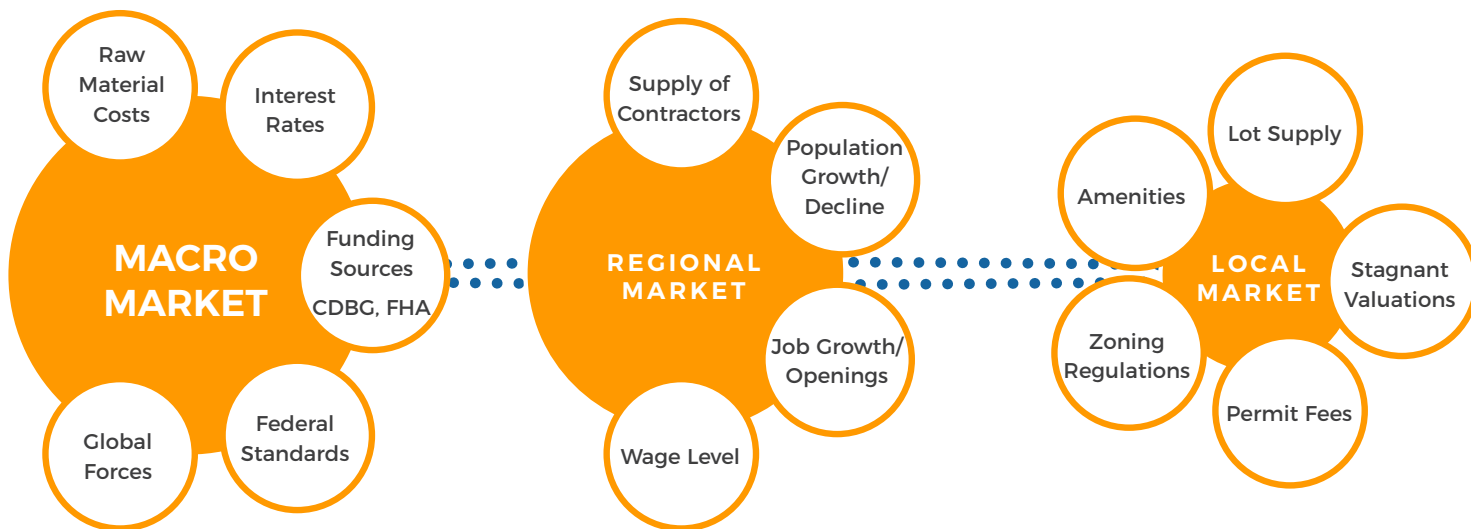 Raw
Material
Costs
Interest
Rates
Funding
Sources
CDBG, FHA
MACRO
MARKET
Global
Forces
Federal
Standards
Supply of
Contractors
Population
Growth/
Decline
REGIONAL
MARKET
Job Growth/
Openings
Wage Level
Lot Supply
Amenities
LOCAL
MARKET
Stagnant
Valuations
Zoning
Regulations
Permit Fees